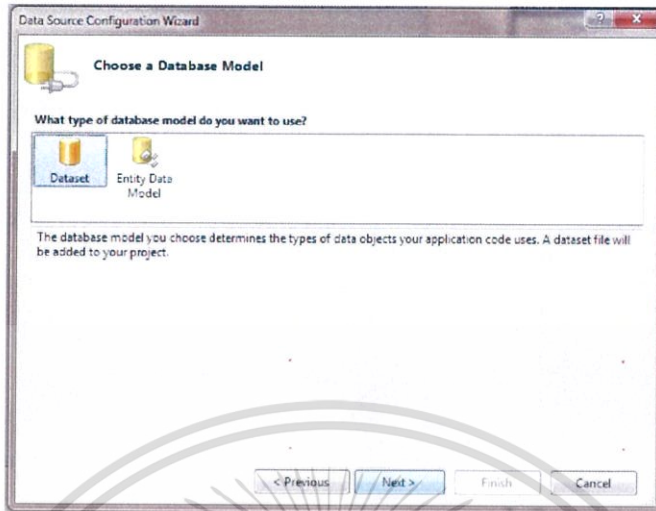 Data Source Configuration Wizard
Choose a Database Model
What type of database model do you want to use?
Dataset
Entity Data
Model
The database model you choose determines the types of data objects your application code uses. A dataset file will
be added to your project.
< Previous
Next >
Finish
Cancel